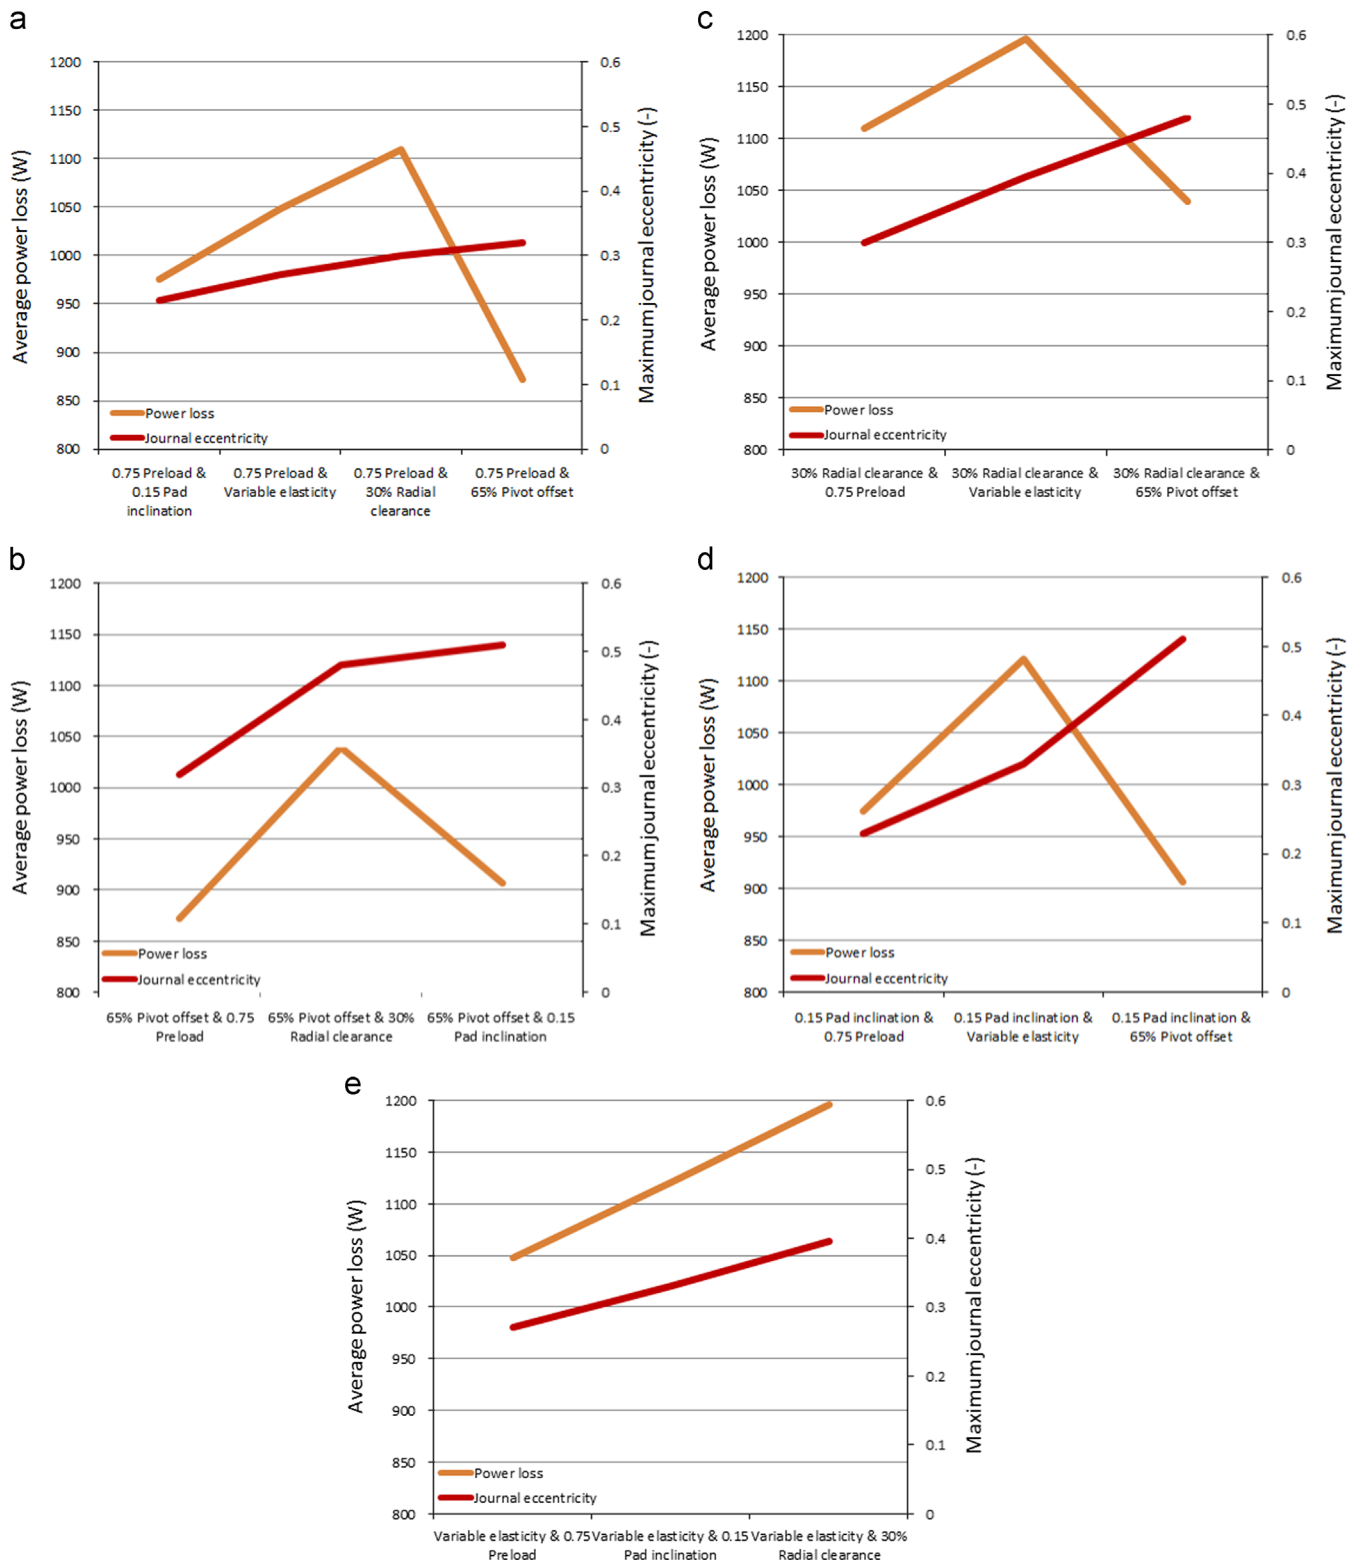 a
1200
1150
1100
1050
1000
950
900
850
800
0.6
0.5
0.4
0.3
0.2
0.1
0
Average power loss (W)
Maximum journal eccentricity (-)
Power loss
Journal eccentricity
0.75 Preload &
0.15 Pad
inclination
0.75 Preload &
Variable elasticity
0.75 Preload &
30% Radial
clearance
0.75 Preload &
65% Pivot offset
c
1200
1150
1100
1050
1000
950
900
850
800
0.6
0.5
0.4
0.3
0.2
0.1
0
Average power loss (W)
Maximum journal eccentricity (-)
Power loss
Journal eccentricity
30% Radial clearance &
0.75 Preload
30% Radial clearance &
Variable elasticity
30% Radial clearance &
65% Pivot offset
b
1200
1150
1100
1050
1000
950
900
850
800
0.6
0.5
0.4
0.3
0.2
0.1
0
Average power loss (W)
Maximum journal eccentricity (-)
Power loss
Journal eccentricity
65% Pivot offset & 0.75
Preload
65% Pivot offset & 30%
Radial clearance
65% Pivot offset & 0.15
Pad inclination
d
1200
1150
1100
1050
1000
950
900
850
800
0.6
0.5
0.4
0.3
0.2
0.1
0
Average power loss (W)
Maximum journal eccentricity (-)
Power loss
Journal eccentricity
0.15 Pad inclination &
0.75 Preload
0.15 Pad inclination &
Variable elasticity
0.15 Pad inclination &
65% Pivot offset
e
1200
1150
1100
1050
1000
950
900
850
800
0.6
0.5
0.4
0.3
0.2
0.1
0
Average power loss (W)
Maximum journal eccentricity (-)
Power loss
Journal eccentricity
Variable elasticity & 0.75
Preload
Variable elasticity & 0.15
Pad inclination
Variable elasticity & 30%
Radial clearance